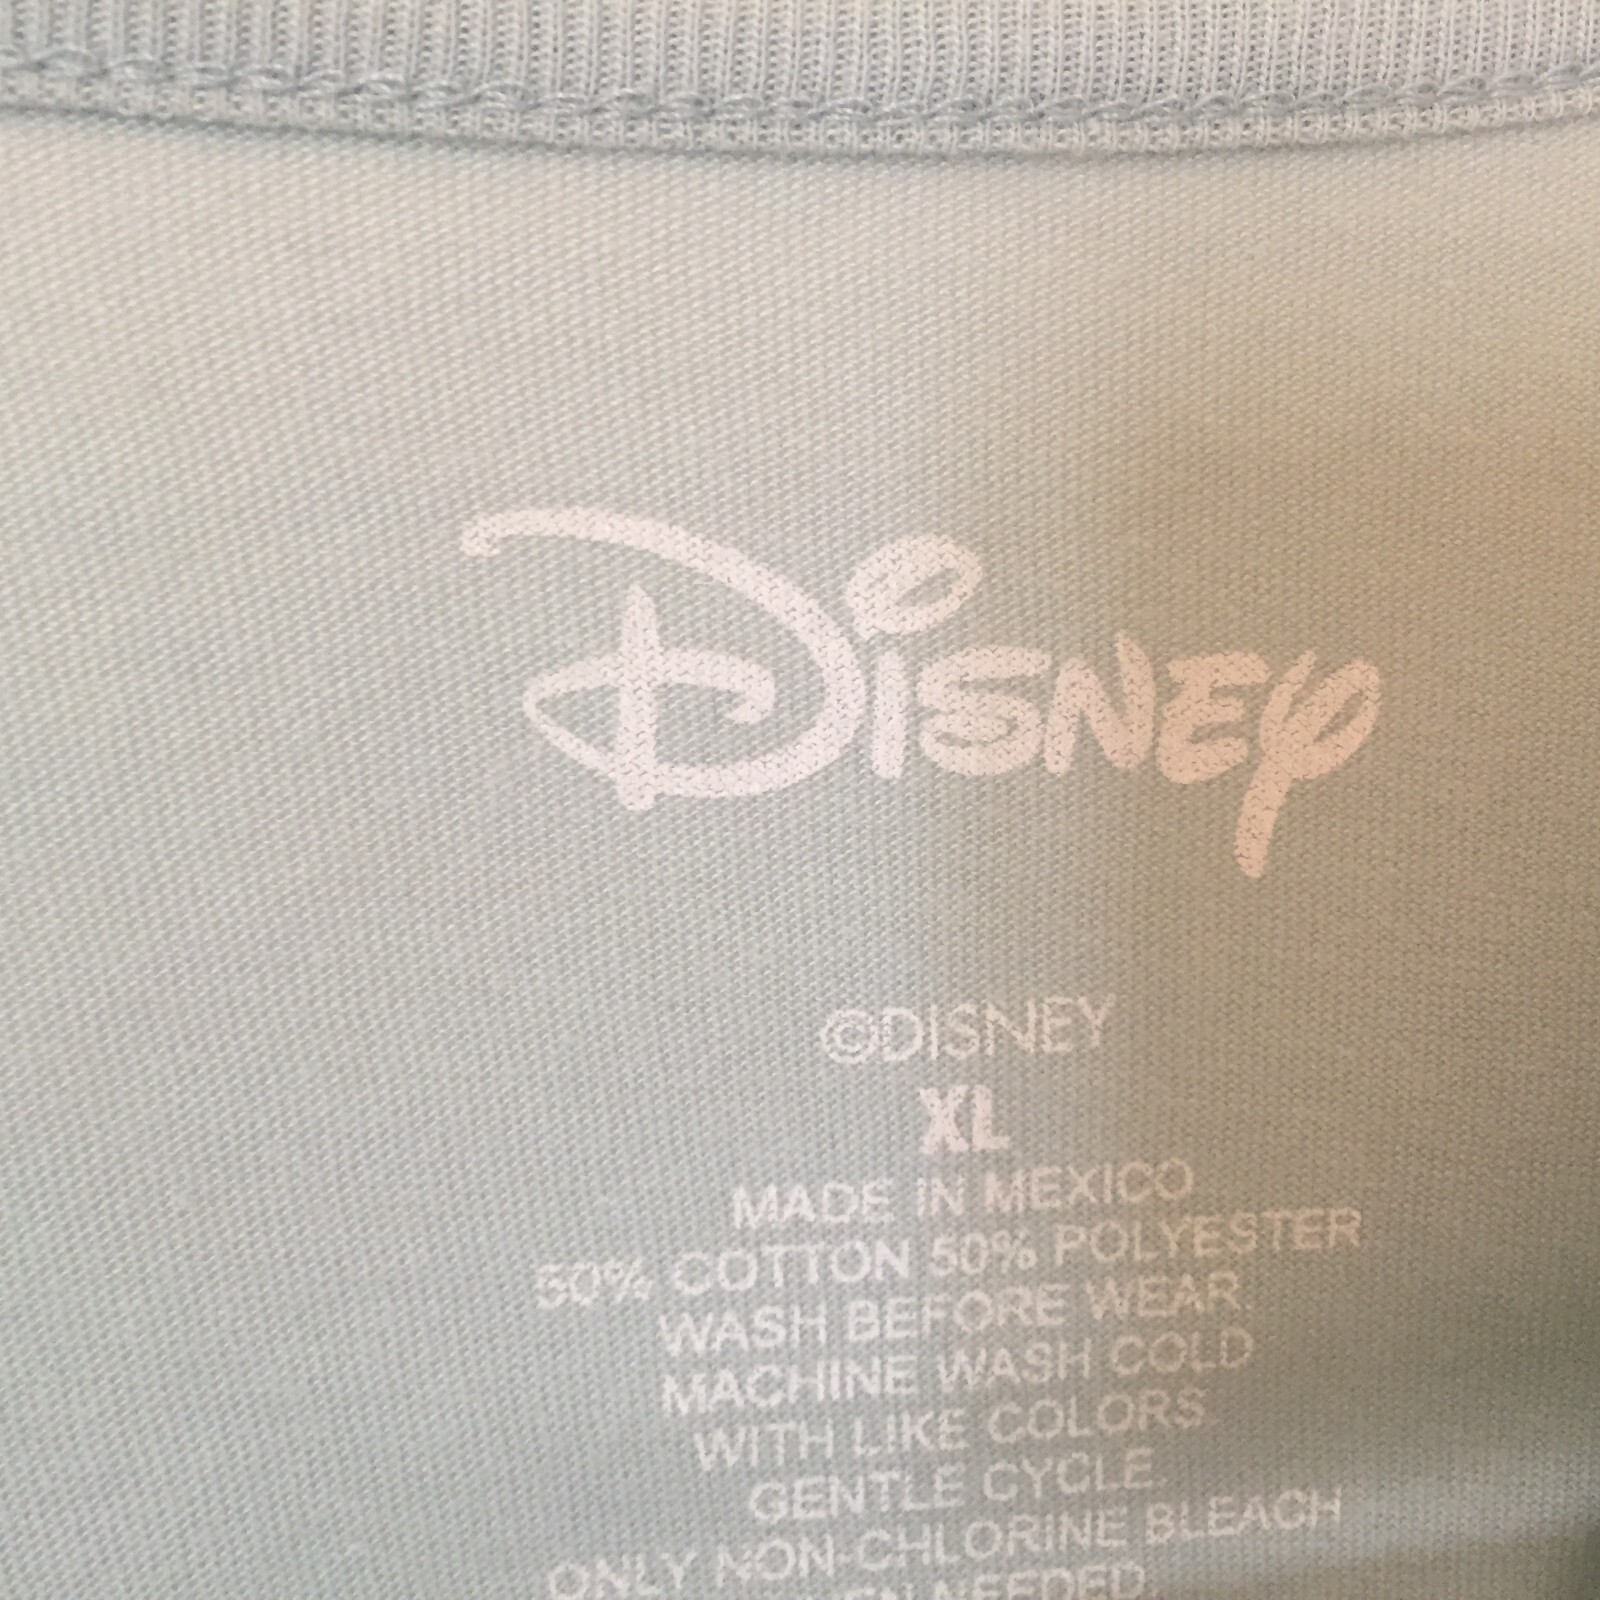 Disney
©DISNEY
XL
MADE IN MEXICO
50% COTTON 50% POLYESTER
WASH BEFORE WEAR.
MACHINE WASH COLD
WITH LIKE COLORS
GENTLE CYCLE.
ONLY NON-CHLORINE BLEACH
NEEDED.